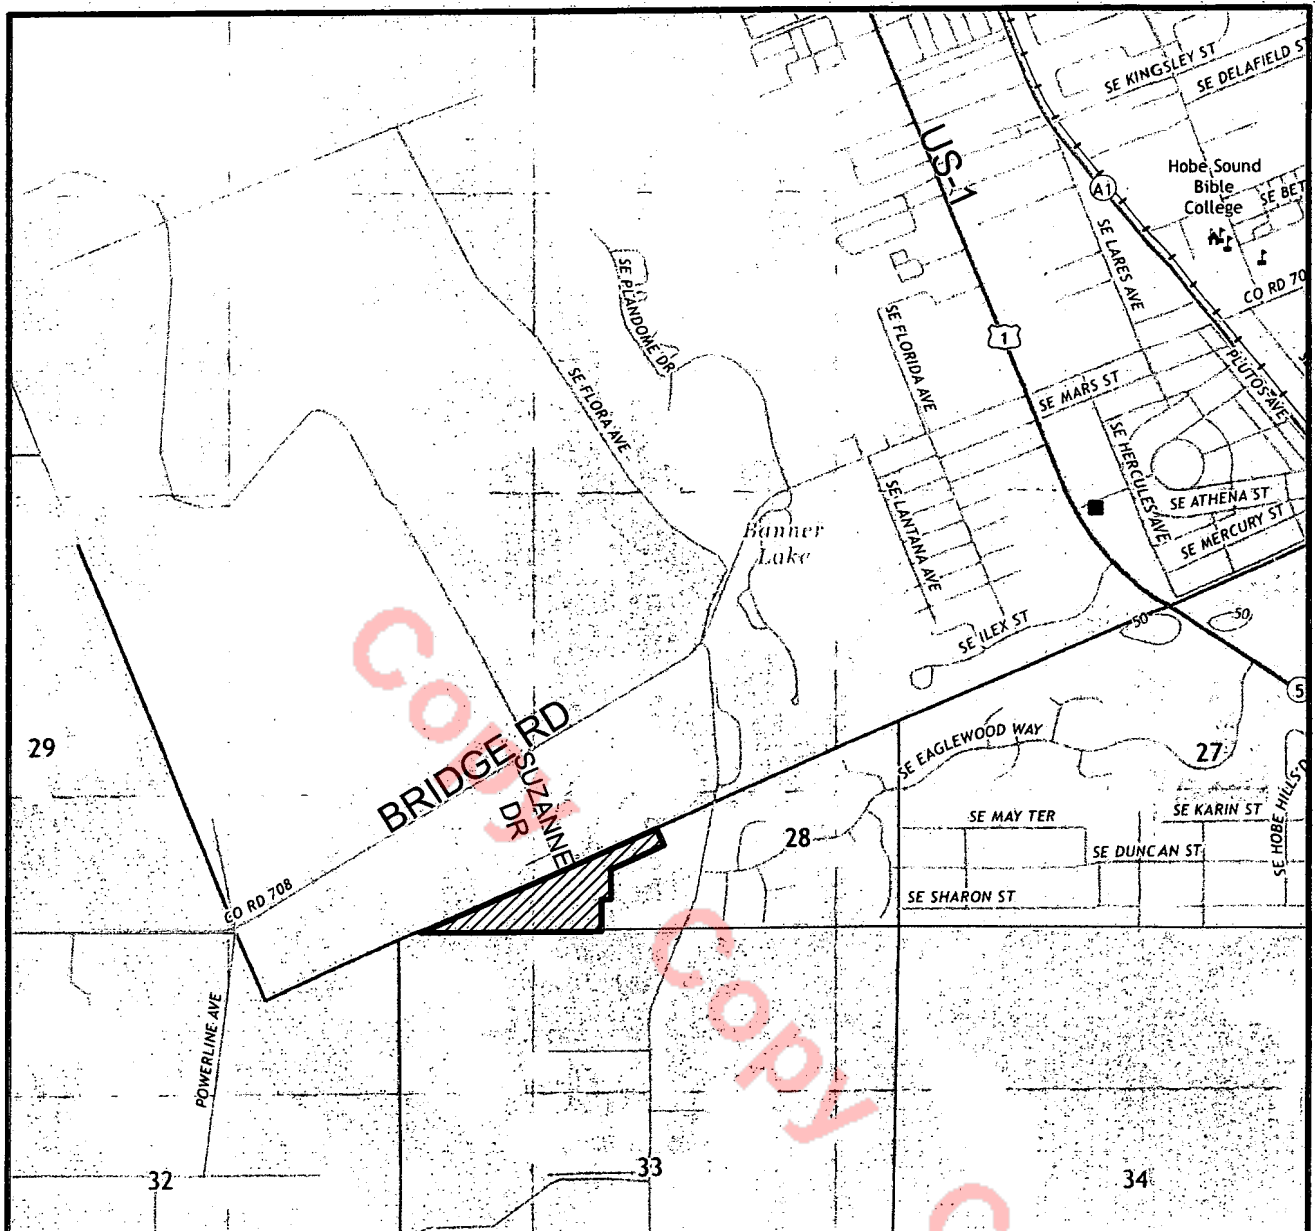 SE KINGSLEY ST
SE DELAFIELD ST
US-1
A1
Hobe Sound
Bible
College
SE BET
SE LARES AVE
CO RD 70
SE PLANDOME DR
SE FLORA AVE
SE FLORIDA AVE
1
SE MARS ST
PLUTOS AVE
SE HERCULES AVE
SE LANTANA AVE
SE ATHENA ST
SE MERCURY ST
Banner
Lake
SE ILEX ST
50
50
5
29
BRIDGE RD
SUZANNE
DR
SE EAGLEWOOD WAY
27
SE KARIN ST
SE MAY TER
28
SE DUNCAN ST
SE HOBE HILLS D
SE SHARON ST
CO RD 708
POWERLINE AVE
32
33
34
Copy
Copy
C